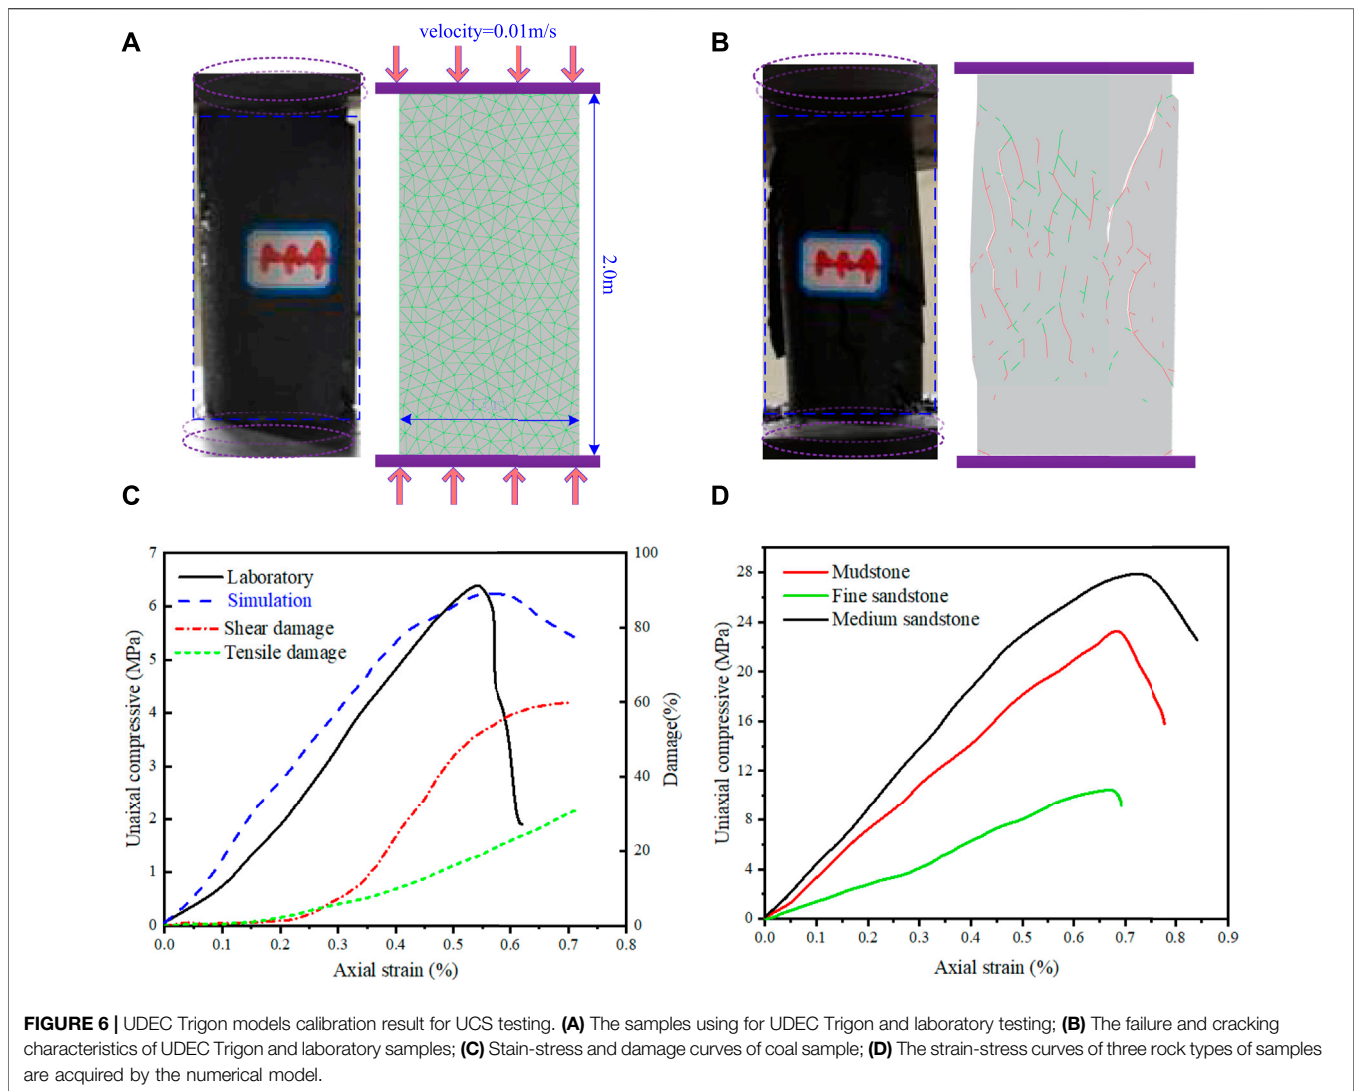 A
velocity=0.01m/s
2.0m
B
C
7
6
5
4
3
2
1
0
Unaixal compressive (MPa)
Laboratory
Simulation
Shear damage
Tensile damage
100
80
60
40
20
0
Damage(%)
0.0 0.1 0.2 0.3 0.4 0.5 0.6 0.7 0.8
Axial strain (%)
D
28
24
20
16
12
8
4
0
Uniaxial compressive (MPa)
Mudstone
Fine sandstone
Medium sandstone
0.0 0.1 0.2 0.3 0.4 0.5 0.6 0.7 0.8 0.9
Axial strain (%)
FIGURE 6 | UDEC Trigon models calibration result for UCS testing. (A) The samples using for UDEC Trigon and laboratory testing; (B) The failure and cracking
characteristics of UDEC Trigon and laboratory samples; (C) Stain-stress and damage curves of coal sample; (D) The strain-stress curves of three rock types of samples
are acquired by the numerical model.